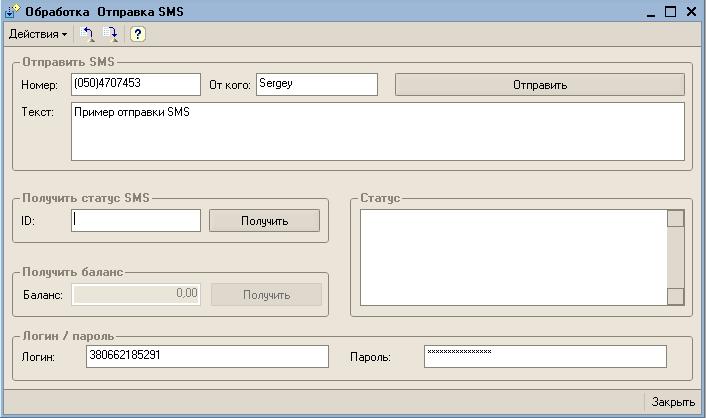 Обработка Отправка SMS
Действия
Отправить SMS
Номер: (050)4707453 От кого: Sergey Отправить
Текст: Пример отправки SMS
Получить статус SMS Статус
ID: Получить
Получить баланс
Баланс: 0,00 Получить
Логин / пароль
Логин: 380662185291 Пароль: xxxxxxxxxxxxxxx
Закрыть